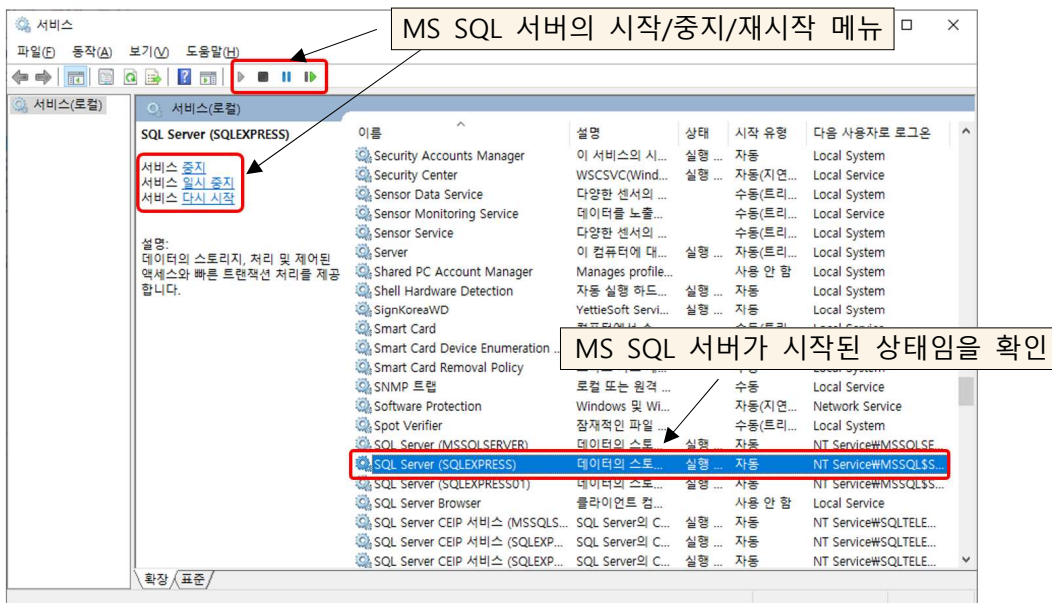 서비스
MS SQL 서버의 시작/중지/재시작 메뉴
파일(F) 동작(A) 보기(V) 도움말(H)
서비스(로컬)
서비스(로컬)
SQL Server (SQLEXPRESS)
서비스 중지
서비스 일시 중지
서비스 다시 시작
설명:
데이터의 스토리지, 처리 및 제어된
액세스와 빠른 트랜잭션 처리를 제공
합니다.
이름 설명 상태 시작 유형 다음 사용자로 로그온
Security Accounts Manager 이 서비스의 시... 실행 ... 자동 Local System
Security Center WSCSVC(Wind... 실행 ... 자동(지연... Local Service
Sensor Data Service 다양한 센서의 ... 수동(트리... Local System
Sensor Monitoring Service 데이터를 노출... 수동(트리... Local Service
Sensor Service 다양한 센서의 ... 수동(트리... Local System
Server 이 컴퓨터에 대... 실행 ... 자동(트리... Local System
Shared PC Account Manager Manages profile... 사용 안 함 Local System
Shell Hardware Detection 자동 실행 하드... 실행 ... 자동 Local System
SignKoreaWD YettieSoft Servi... 실행 ... 자동 Local System
Smart Card
MS SQL 서버가 시작된 상태임을 확인
Smart Card Device Enumeration ...
Smart Card Removal Policy
SNMP 트랩 로컬 또는 원격 ... 수동 Local Service
Software Protection Windows 및 Wi... 자동(지연... Network Service
Spot Verifier 잠재적인 파일 ... 수동(트리... Local System
SQL Server (MSSQLSERVER) 데이터의 스토... 실행 ... 자동 NT Service₩MSSQLSE...
SQL Server (SQLEXPRESS) 데이터의 스토... 실행 ... 자동 NT Service₩MSSQL$S...
SQL Server (SQLEXPRESS01) 데이터의 스토... 실행 ... 자동 NT Service₩MSSQL$S...
SQL Server Browser 클라이언트 컴... 사용 안 함 Local Service
SQL Server CEIP 서비스 (MSSQLS... SQL Server의 C... 실행 ... 자동 NT Service₩SQLTELE...
SQL Server CEIP 서비스 (SQLEXP... SQL Server의 C... 실행 ... 자동 NT Service₩SQLTELE...
SQL Server CEIP 서비스 (SQLEXP... SQL Server의 C... 실행 ... 자동 NT Service₩SQLTELE...
확장 표준